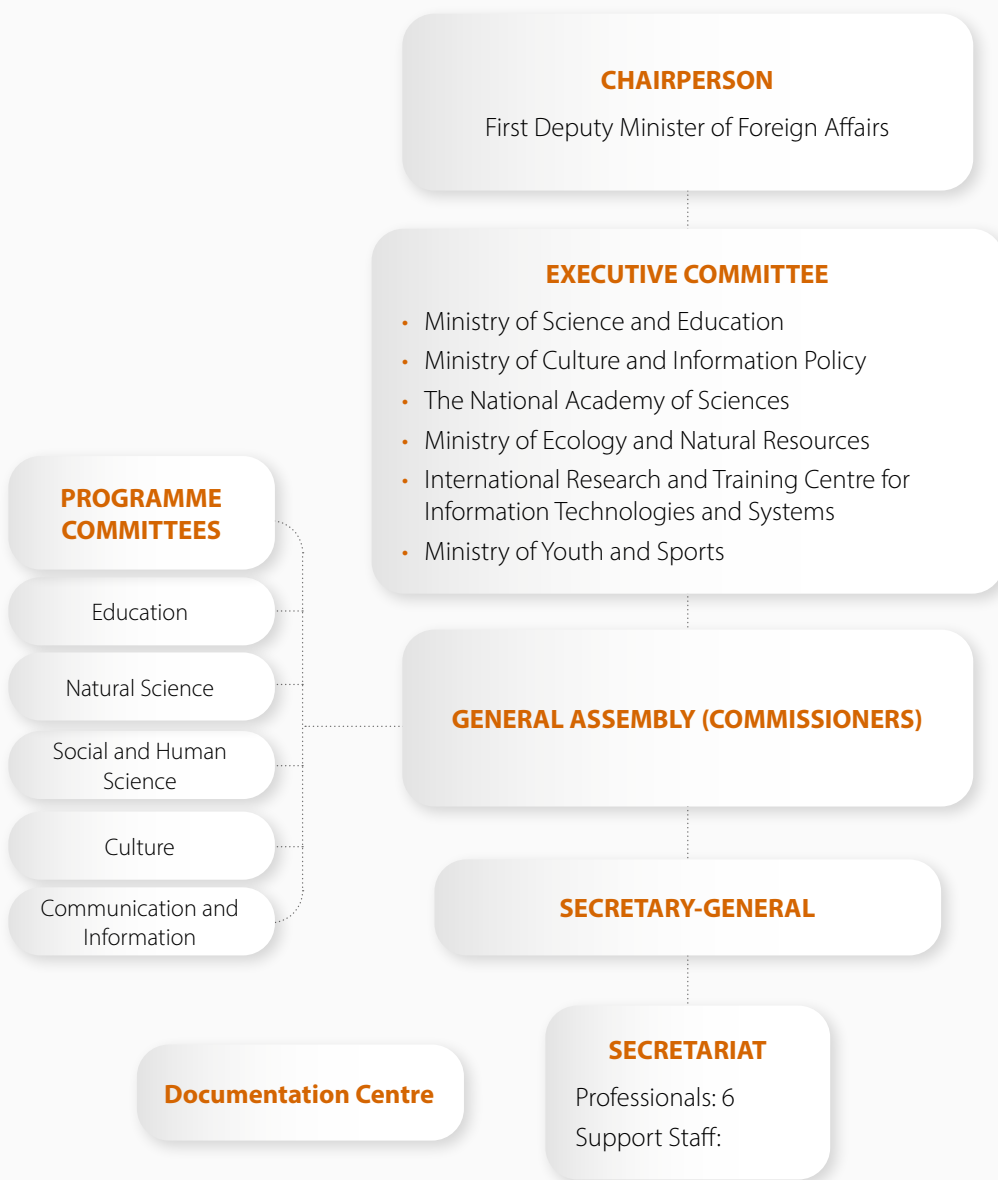 CHAIRPERSON
First Deputy Minister of Foreign Affairs
EXECUTIVE COMMITTEE
• Ministry of Science and Education
• Ministry of Culture and Information Policy
• The National Academy of Sciences
• Ministry of Ecology and Natural Resources
• International Research and Training Centre for
Information Technologies and Systems
• Ministry of Youth and Sports
PROGRAMME
COMMITTEES
Education
Natural Science
Social and Human
Science
Culture
Communication and
Information
GENERAL ASSEMBLY (COMMISSIONERS)
SECRETARY-GENERAL
SECRETARIAT
Professionals: 6
Support Staff:
Documentation Centre